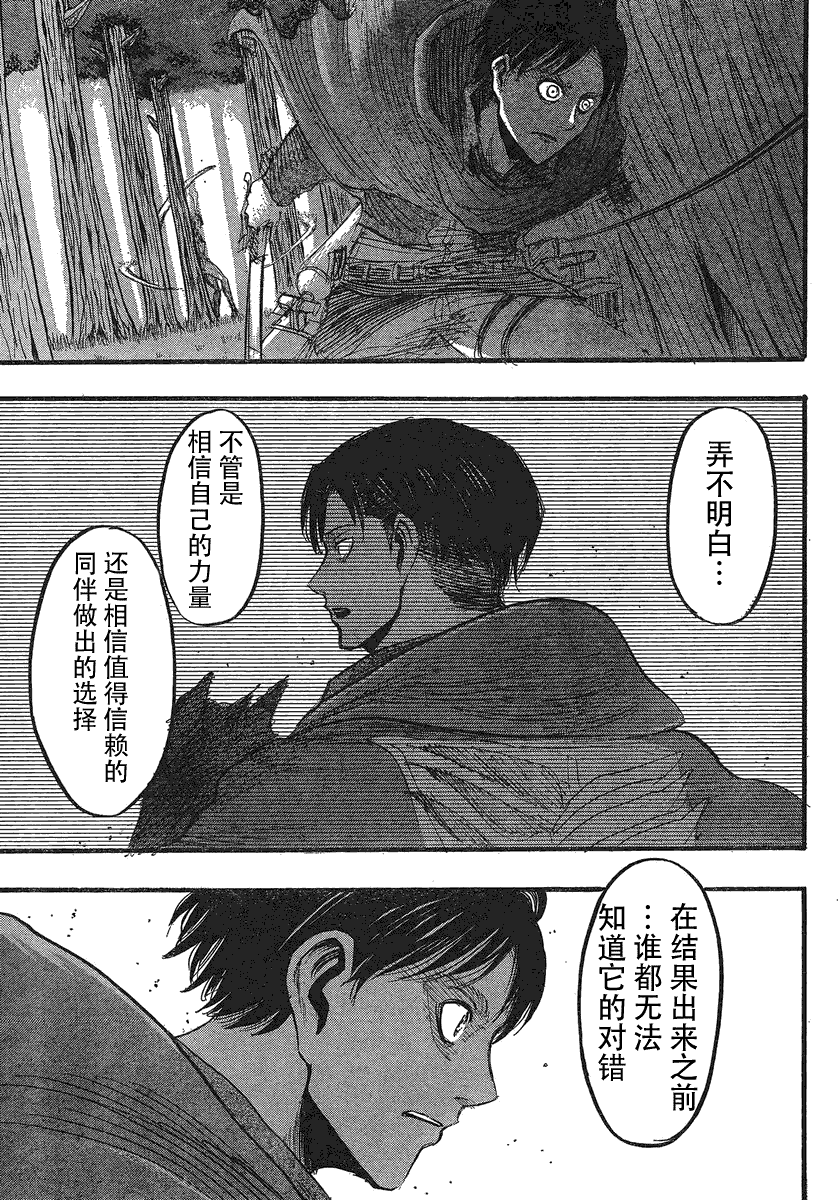 弄不明白…
不管是
相信自己的力量
还是相信值得信赖的
同伴做出的选择
在结果出来之前
…谁都无法
知道它的对错